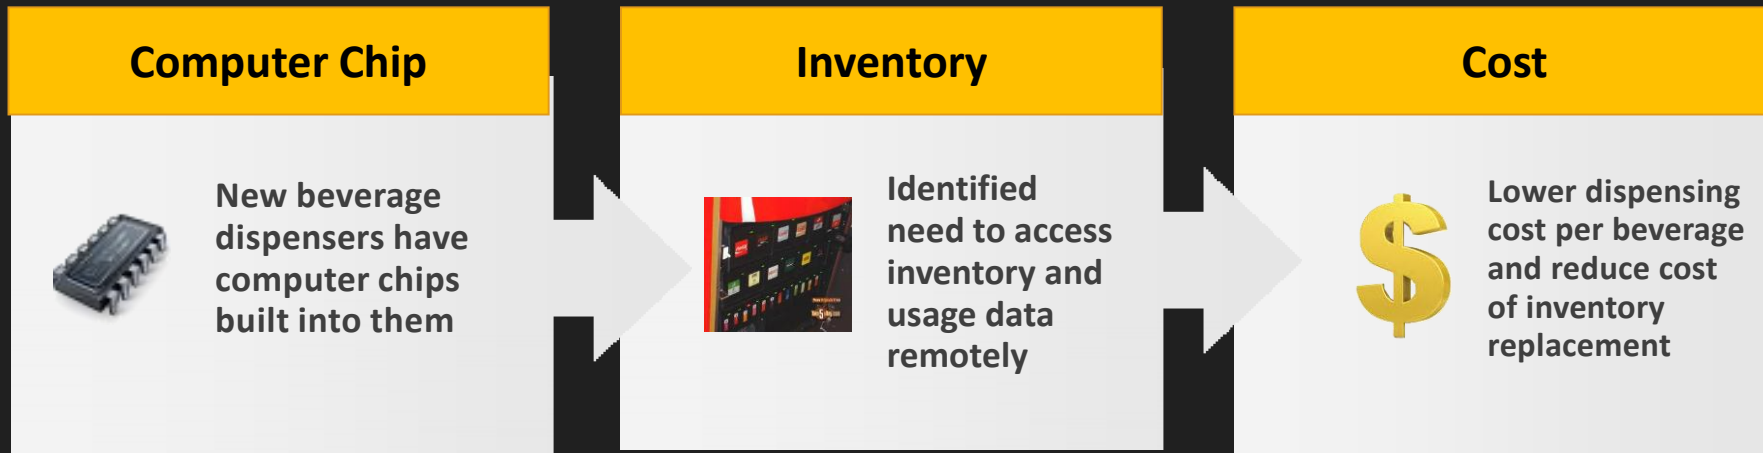 Computer Chip
New beverage
dispensers have
computer chips
built into them
Inventory
Identified
need to access
inventory and
usage data
remotely
Cost
Lower dispensing
cost per beverage
and reduce cost
of inventory
replacement